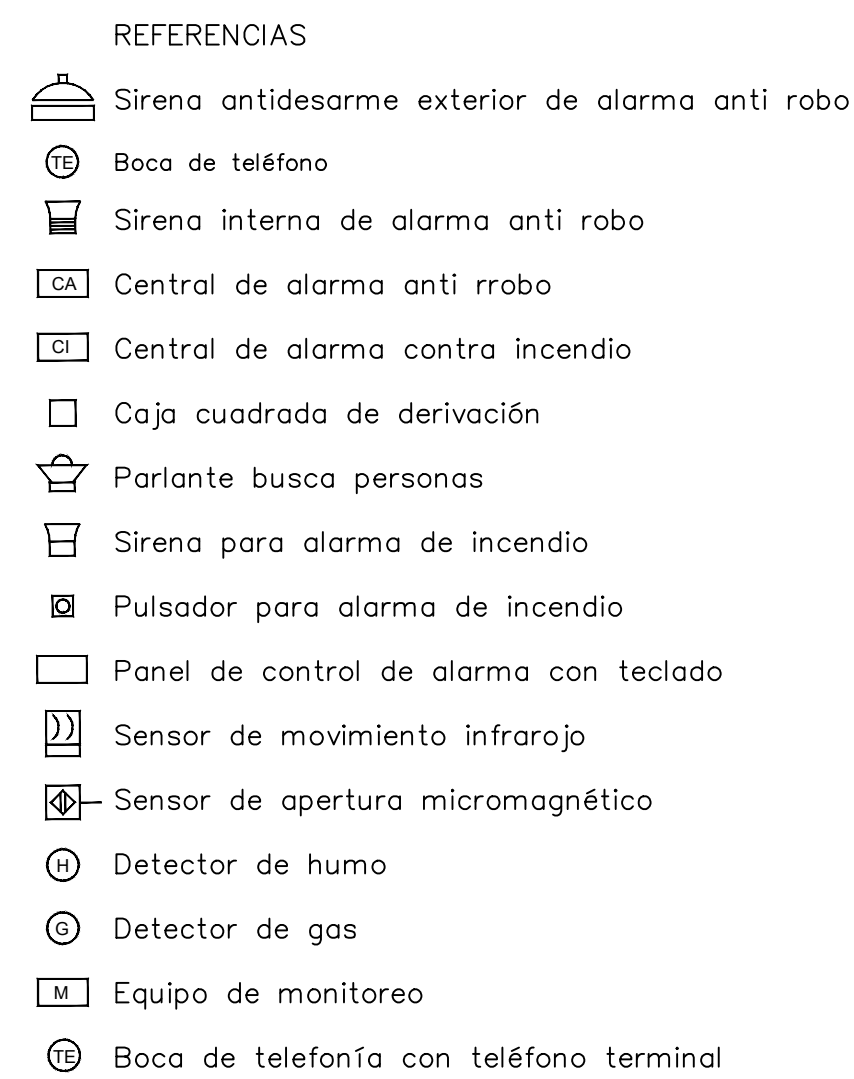 REFERENCIAS
Sirena antidesarme exterior de alarma anti robo
TE Boca de teléfono
Sirena interna de alarma anti robo
CA Central de alarma anti rrobo
CI Central de alarma contra incendio
Caja cuadrada de derivación
Parlante busca personas
Sirena para alarma de incendio
Pulsador para alarma de incendio
Panel de control de alarma con teclado
Sensor de movimiento infrarojo
Sensor de apertura micromagnético
H Detector de humo
G Detector de gas
M Equipo de monitoreo
TE Boca de telefonía con teléfono terminal